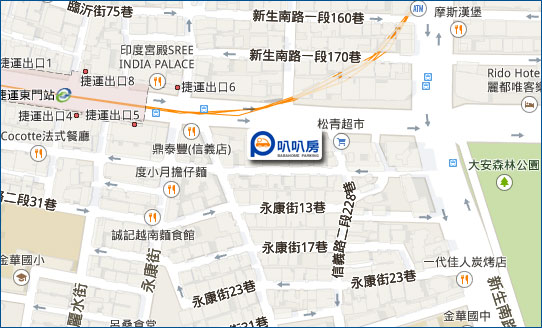 臨沂街75巷
新生南路一段160巷
ATM
摩斯漢堡
印度宮殿SREE
INDIA PALACE
新生南路一段170巷
捷運出口1
捷運出口8
捷運出口6
Rido Hote
麗都唯客樂
捷運東門站
捷運出口4
捷運出口5
松青超市
Cocotte法式餐廳
鼎泰豐(信義店)
叭叭房
BABAHOME PARKING
大安森林公園
度小月擔仔麵
二段31巷
永康街13巷
信義路二段228巷
誠記越南麵食館
永康街17巷
金華國小
永康街
一代佳人炭烤店
永康街23巷
永康街23巷
麗水街
新生南
呂桑食堂
金華國中